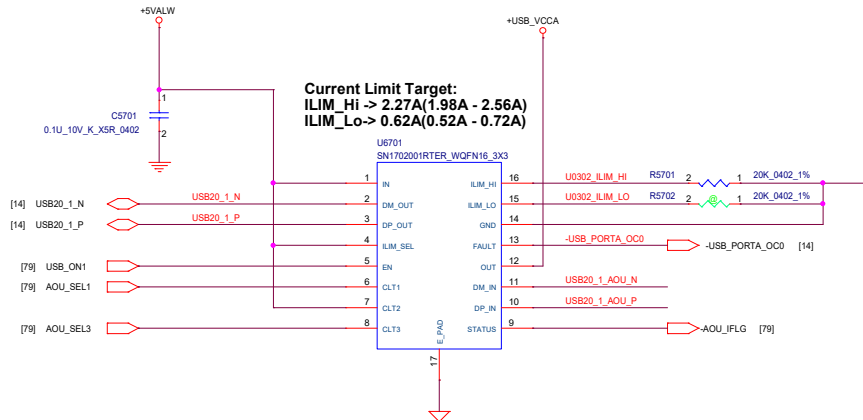 +5VALW
+USB_VCCA
Current Limit Target:
ILIM_Hi -> 2.27A(1.98A - 2.56A)
ILIM_Lo-> 0.62A(0.52A - 0.72A)
1
C5701
0.1U_10V_K_X5R_0402
2
U6701
SN1702001RTER_WQFN16_3X3
1 IN
ILIM_HI 16 U0302_ILIM_HI R5701 2 1 20K_0402_1%
[14] USB20_1_N USB20_1_N 2 DM_OUT
ILIM_LO 15 U0302_ILIM_LO R5702 2 @ 1 20K_0402_1%
[14] USB20_1_P USB20_1_P 3 DP_OUT
GND 14
4 ILIM_SEL
FAULT 13 -USB_PORTA_OC0 -USB_PORTA_OC0 [14]
[79] USB_ON1 5 EN
OUT 12
[79] AOU_SEL1 6 CLT1
DM_IN 11 USB20_1_AOU_N
7 CLT2
DP_IN 10 USB20_1_AOU_P
[79] AOU_SEL3 8 CLT3
STATUS 9 -AOU_IFLG [79]
E_PAD
17